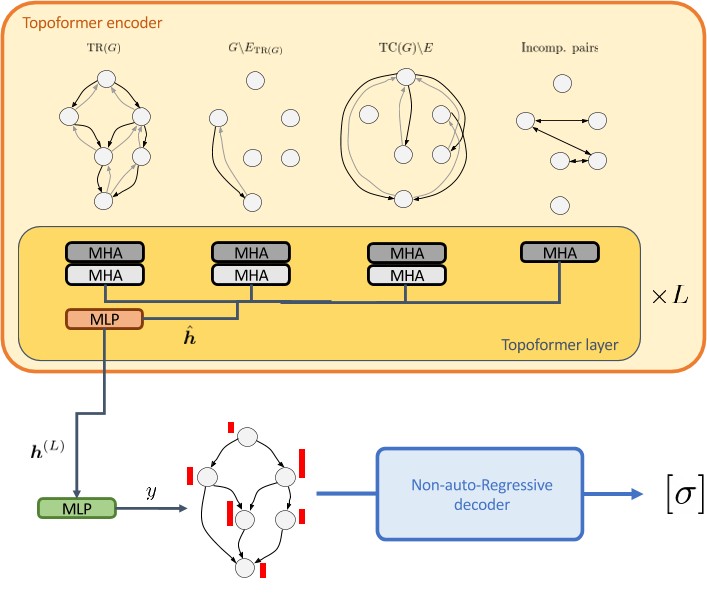 Topoformer encoder
TR(G)
G\E_TR(G)
TC(G)\E
Incomp. pairs
MHA
MHA
MHA
MHA
MHA
MHA
MHA
× L
MLP
ĥ
Topoformer layer
h^(L)
MLP
y
Non-auto-Regressive
decoder
[σ]